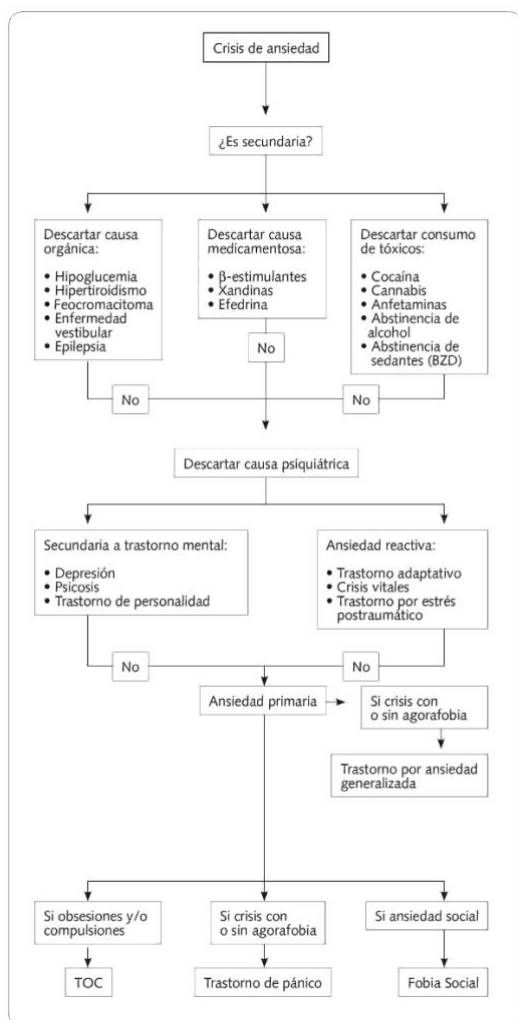 Crisis de ansiedad
¿Es secundaria?
Descartar causa
orgánica:
• Hipoglucemia
• Hipertiroidismo
• Feocromacitoma
• Enfermedad
vestibular
• Epilepsia
Descartar causa
medicamentosa:
• β-estimulantes
• Xandinas
• Efedrina
Descartar consumo
de tóxicos:
• Cocaína
• Cannabis
• Anfetaminas
• Abstinencia de
alcohol
• Abstinencia de
sedantes (BZD)
No
No
No
Descartar causa psiquiátrica
Secundaria a trastorno mental:
• Depresión
• Psicosis
• Trastorno de personalidad
Ansiedad reactiva:
• Trastorno adaptativo
• Crisis vitales
• Trastorno por estrés
postraumático
No
No
Ansiedad primaria
Si crisis con
o sin agorafobia
Trastorno por ansiedad
generalizada
Si obsesiones y/o
compulsiones
Si crisis con
o sin agorafobia
Si ansiedad social
TOC
Trastorno de pánico
Fobia Social